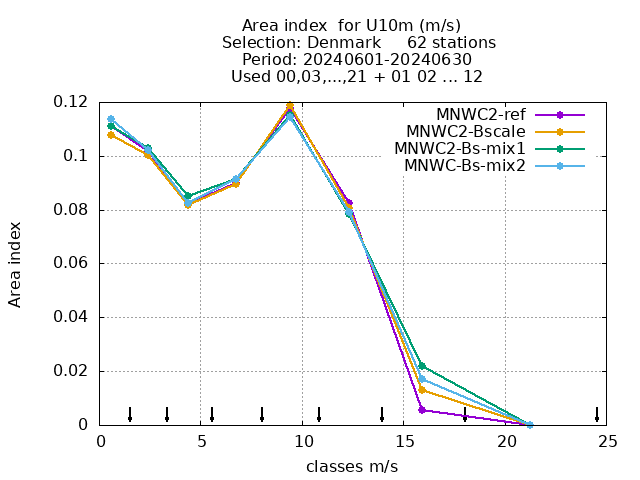 Area index  for U10m (m/s)
Selection: Denmark     62 stations
Period: 20240601-20240630
Used 00,03,...,21 + 01 02 ... 12
MNWC2-ref
MNWC2-Bscale
MNWC2-Bs-mix1
MNWC-Bs-mix2
Area index
0.12
0.1
0.08
0.06
0.04
0.02
0
0 5 10 15 20 25
classes m/s